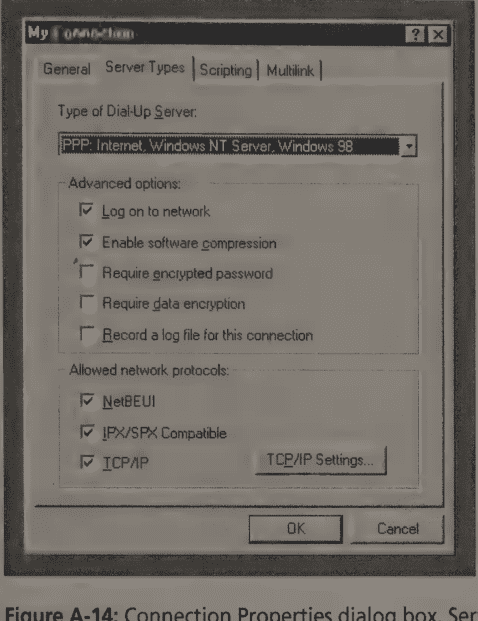 My Connection
General Server Types Scripting Multilink
Type of Dial-Up Server:
PPP: Internet, Windows NT Server, Windows 98
Advanced options:
Log on to network
Enable software compression
Require encrypted password
Require data encryption
Record a log file for this connection
Allowed network protocols:
NetBEUI
IPX/SPX Compatible
TCP/IP TCP/IP Settings...
OK Cancel
Figure A-14: Connection Properties dialog box, Ser